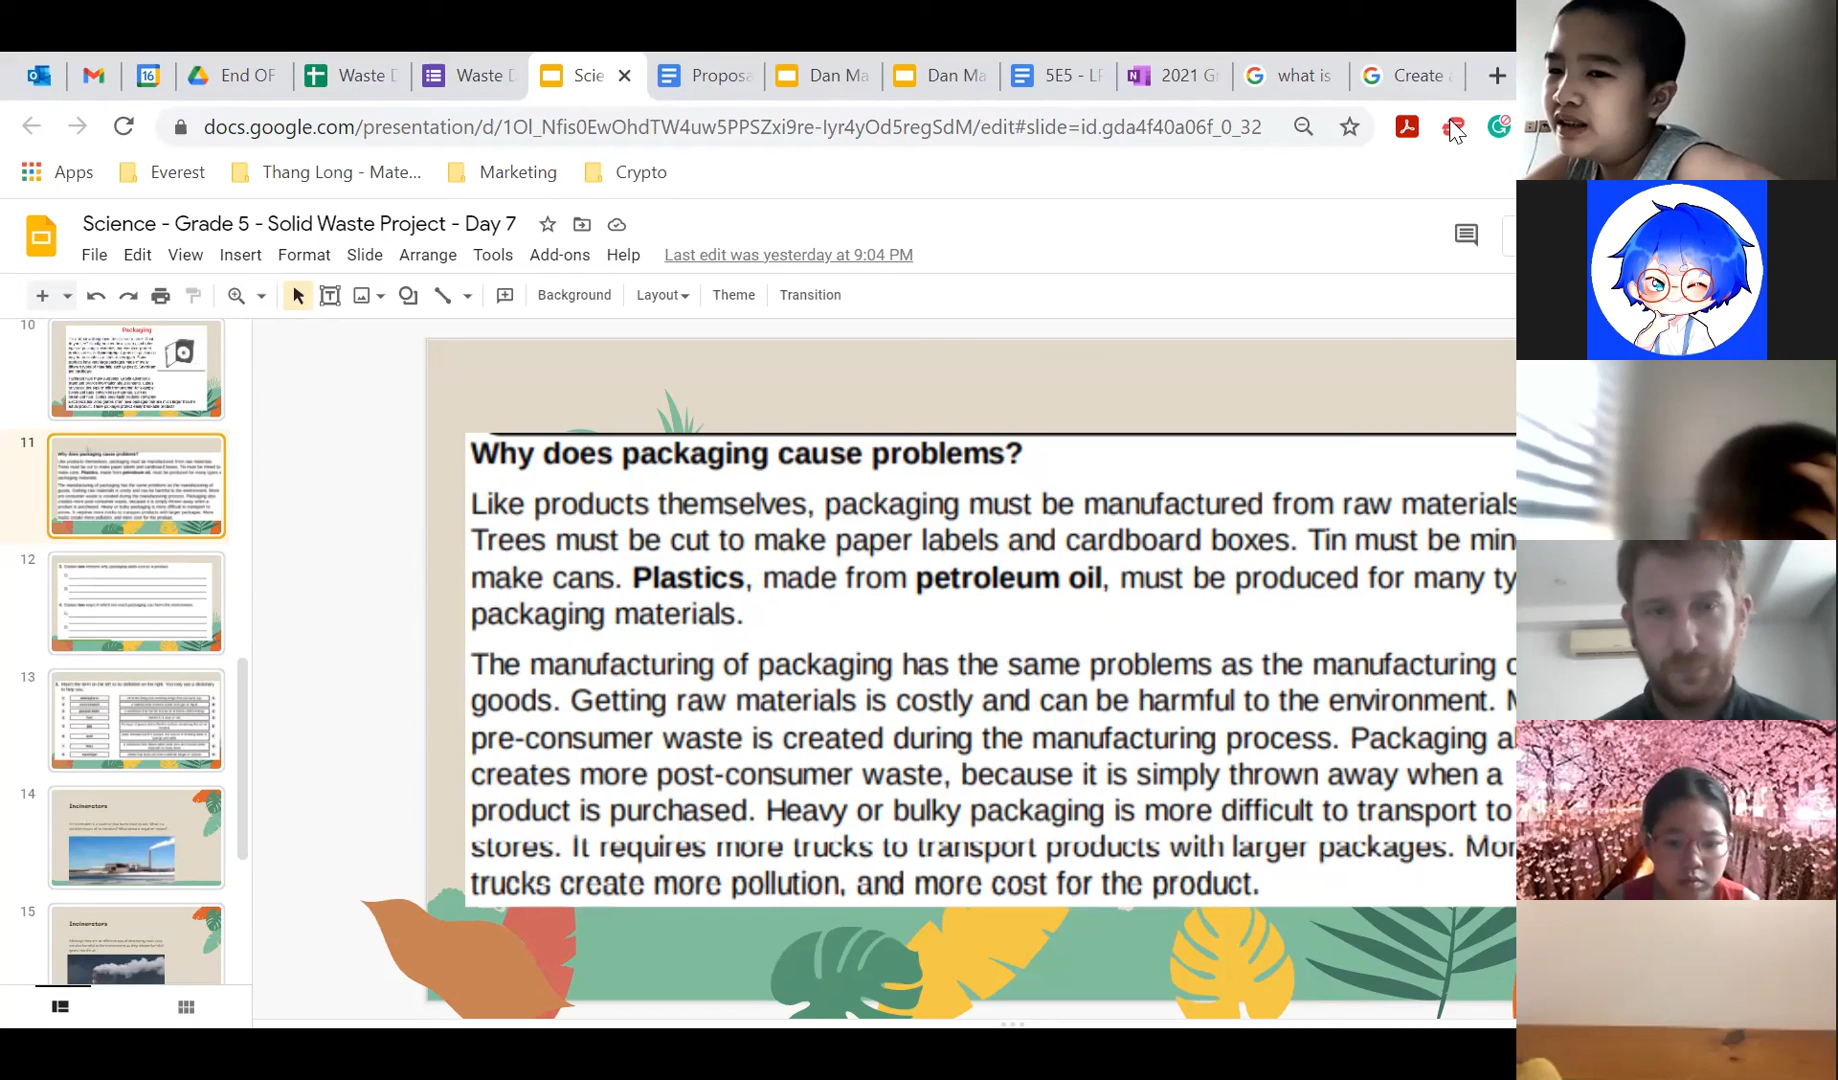 End OF
Waste D
Waste D
Scie
Proposa
Dan Ma
Dan Ma
5E5 - LF
2021 Gr
what is
Create
docs.google.com/presentation/d/1Ol_Nfis0EwOhdTW4uw5PPSZxi9re-Iyr4yOd5regSdM/edit#slide=id.gda4f40a06f_0_32
Apps
Everest
Thang Long - Mate...
Marketing
Crypto
Science - Grade 5 - Solid Waste Project - Day 7
File Edit View Insert Format Slide Arrange Tools Add-ons Help Last edit was yesterday at 9:04 PM
Background Layout Theme Transition
10
Packaging
11
Why does packaging cause problems?
12
13
14
Incinerators
15
Incinerators
Why does packaging cause problems?
Like products themselves, packaging must be manufactured from raw materials
Trees must be cut to make paper labels and cardboard boxes. Tin must be min
make cans. Plastics, made from petroleum oil, must be produced for many ty
packaging materials.
The manufacturing of packaging has the same problems as the manufacturing o
goods. Getting raw materials is costly and can be harmful to the environment. M
pre-consumer waste is created during the manufacturing process. Packaging al
creates more post-consumer waste, because it is simply thrown away when a
product is purchased. Heavy or bulky packaging is more difficult to transport to
stores. It requires more trucks to transport products with larger packages. Mor
trucks create more pollution, and more cost for the product.